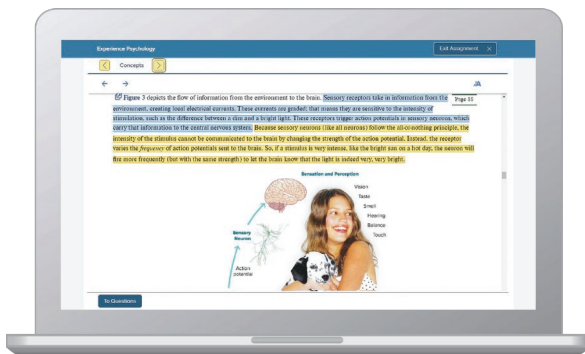 Experience Psychology
Exit Assignment ×
Concepts
Figure 3 depicts the flow of information from the environment to the brain. Sensory receptors take in information from the
Page 88
environment, creating local electrical currents. These currents are graded; that means they are sensitive to the intensity of
stimulation, such as the difference between a dim and a bright light. These receptors trigger action potentials in sensory neurons, which
carry that information to the central nervous system. Because sensory neurons (like all neurons) follow the all-or-nothing principle, the
intensity of the stimulus cannot be communicated to the brain by changing the strength of the action potential. Instead, the receptor
varies the frequency of action potentials sent to the brain. So, if a stimulus is very intense, like the bright sun on a hot day, the neuron will
fire more frequently (but with the same strength) to let the brain know that the light is indeed very, very bright.
Sensation and Perception
Vision
Taste
Smell
Hearing
Balance
Touch
Sensory
Neuron
Action
potential
To Questions